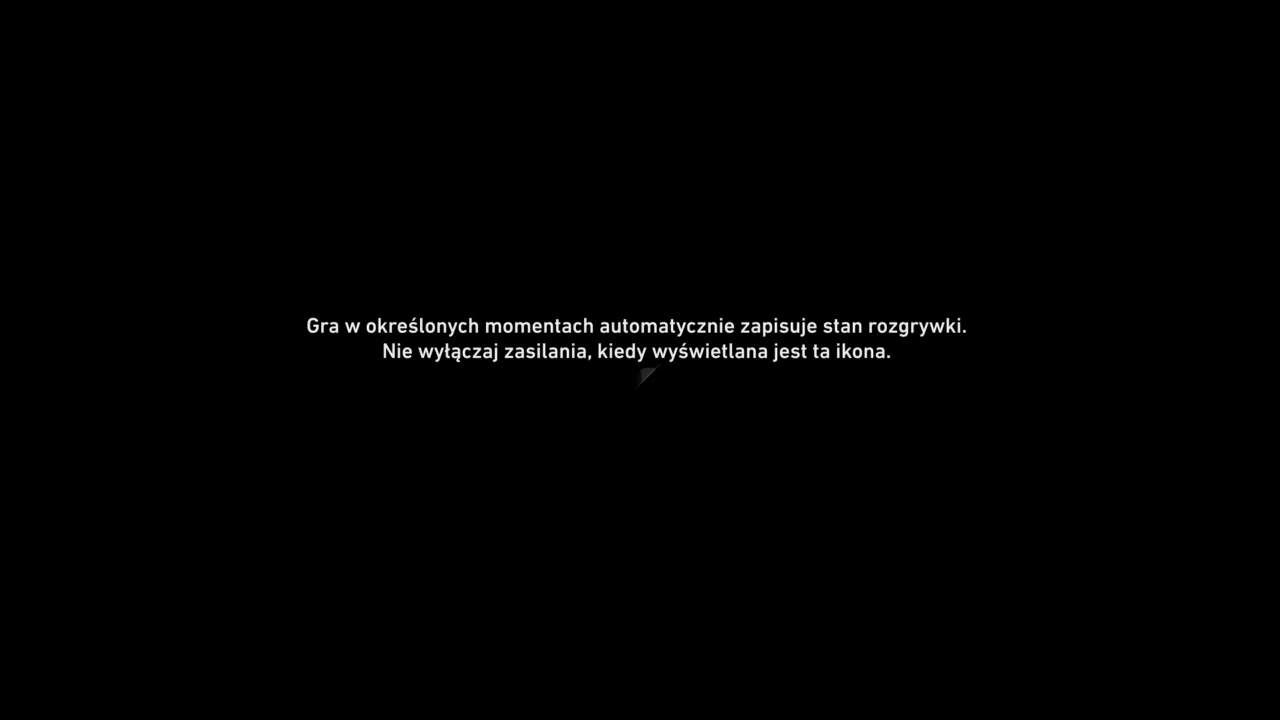 Gra w określonych momentach automatycznie zapisuje stan rozgrywki.
Nie wyłączaj zasilania, kiedy wyświetlana jest ta ikona.